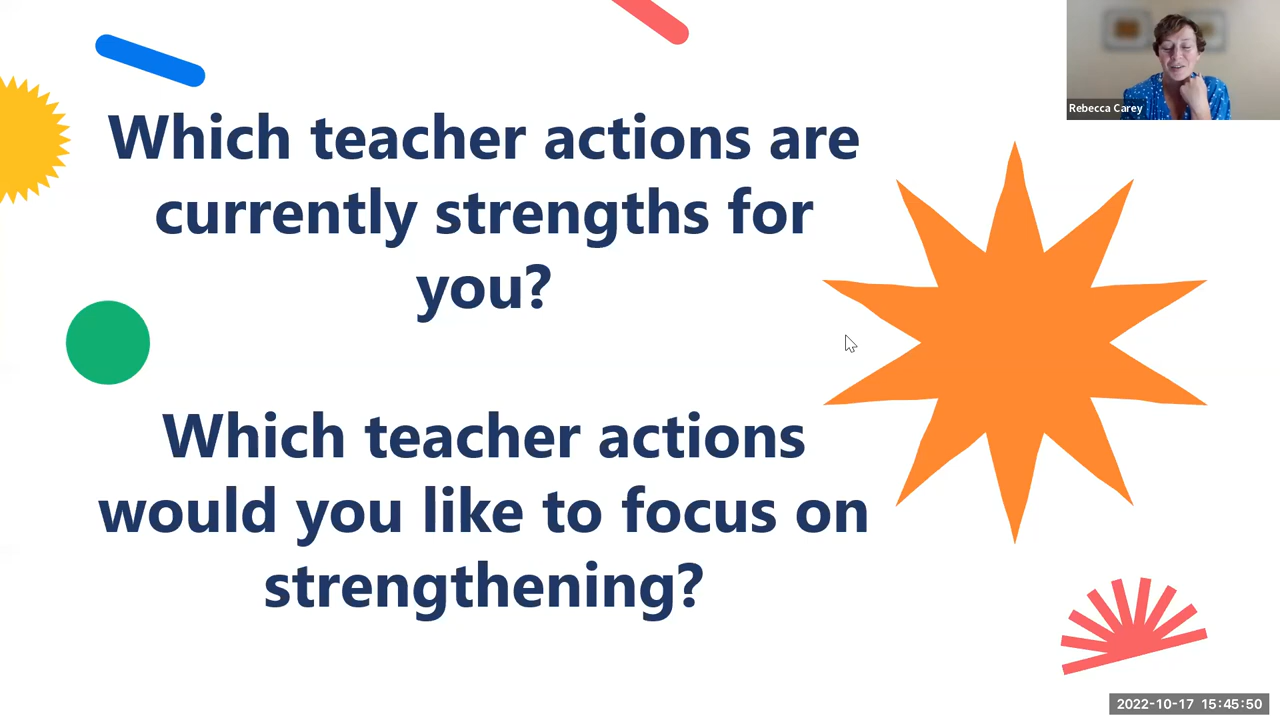 Which teacher actions are
currently strengths for
you?
Which teacher actions
would you like to focus on
strengthening?
Rebecca Carey
2022-10-17 15:45:50